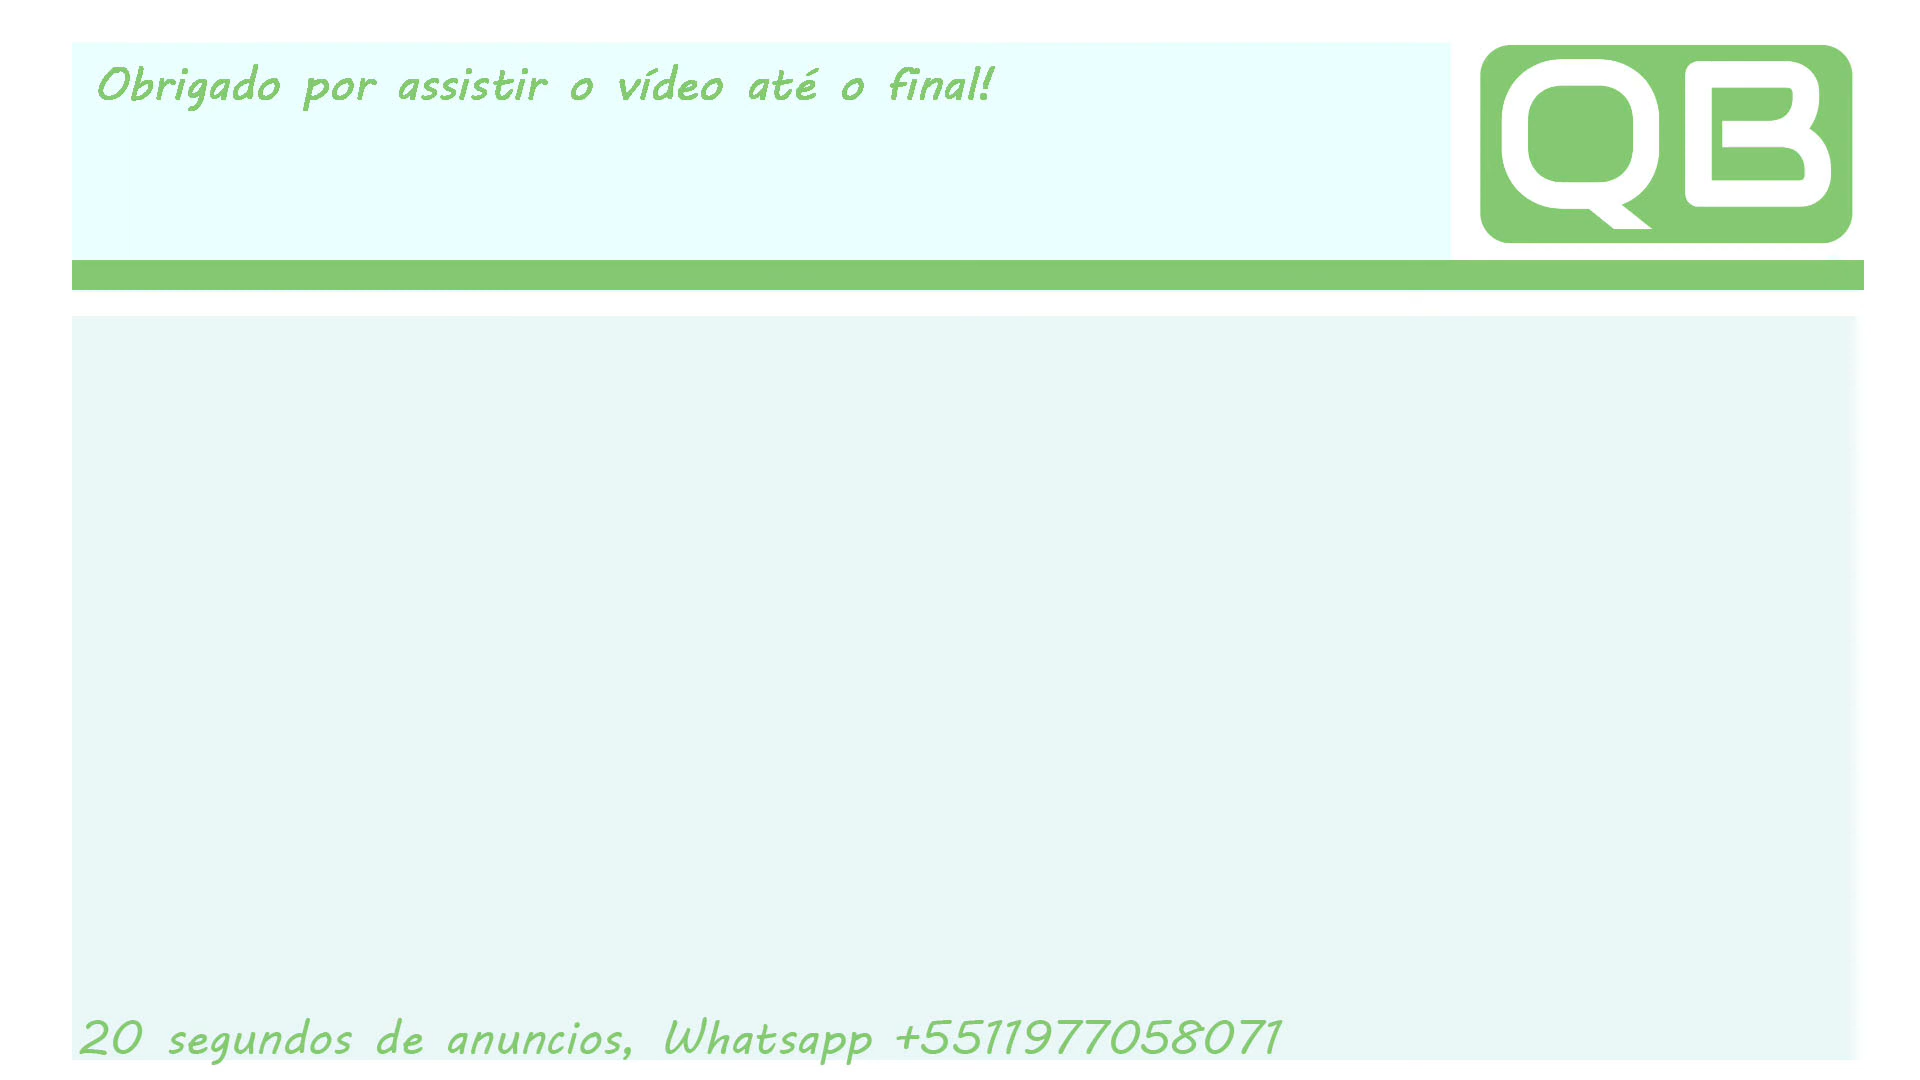 Obrigado por assistir o vídeo até o final!
QB
20 segundos de anuncios, Whatsapp +5511977058071